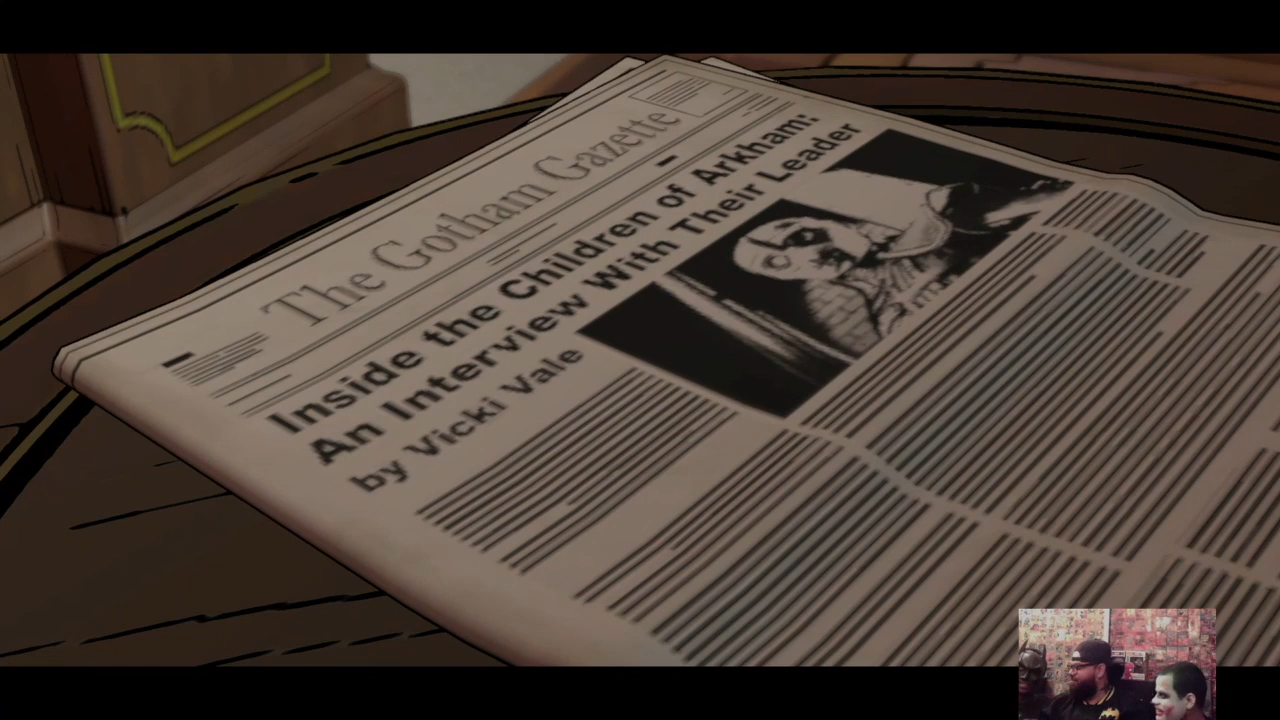 The Gotham Gazette
Inside the Children of Arkham:
An Interview With Their Leader
by Vicki Vale